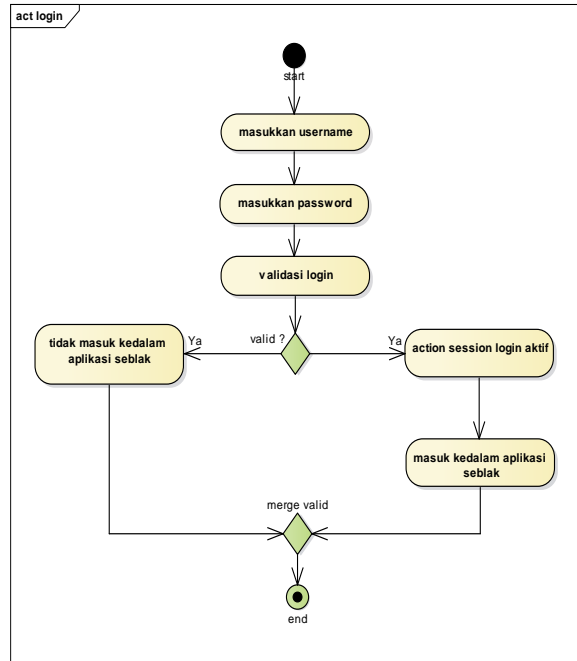 act login
start
masukkan username
masukkan password
validasi login
valid ?
Ya
Ya
tidak masuk kedalam
aplikasi seblak
action session login aktif
masuk kedalam aplikasi
seblak
merge valid
end